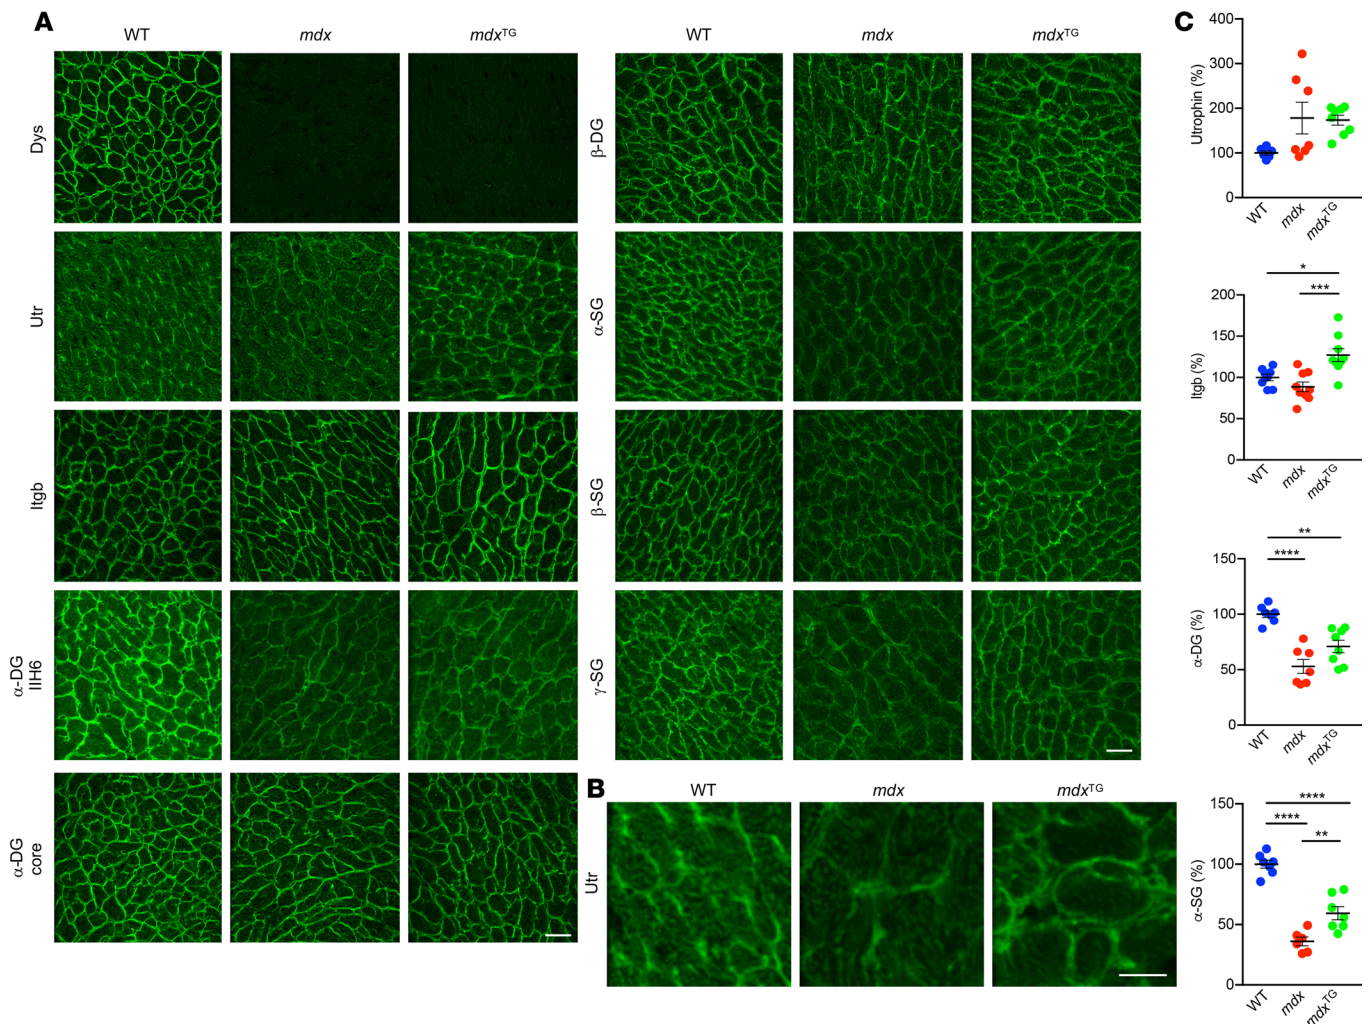 A
WT
mdx
mdxTG
WT
mdx
mdxTG
Dys
β-DG
Utr
α-SG
Itgb
β-SG
α-DG
IIH6
γ-SG
α-DG
core
B
WT
mdx
mdxTG
Utr
C
Utrophin (%)
400
300
200
100
0
WT
mdx
mdxTG
Itgb (%)
200
150
100
50
0
*
***
WT
mdx
mdxTG
α-DG (%)
150
100
50
0
**
****
WT
mdx
mdxTG
α-SG (%)
150
100
50
0
****
****
**
WT
mdx
mdxTG